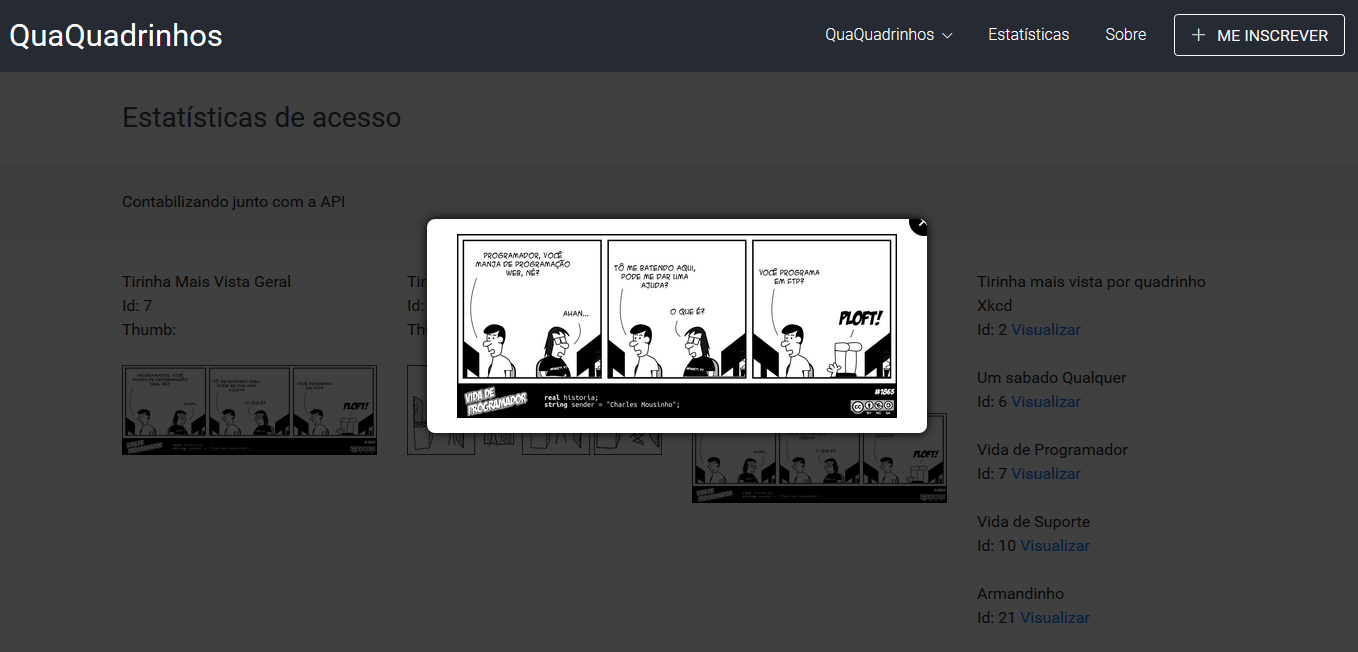 QuaQuadrinhos
QuaQuadrinhos
Estatísticas
Sobre
+ ME INSCREVER
Estatísticas de acesso
Contabilizando junto com a API
Tirinha Mais Vista Geral
Id: 7
Thumb:
PROGRAMADOR, VOCÊ
MANJA DE PROGRAMAÇÃO
WEB, NÉ?
AHAN...
TÔ ME BATENDO AQUI,
PODE ME DAR UMA
AJUDA?
O QUE É?
VOCÊ PROGRAMA
EM FTP?
PLOFT!
VIDA DE
PROGRAMADOR
real historia;
string sender = "Charles Mousinho";
#1865
Tir
Id:
Th
PLOFT!
PLOFT!
Tirinha mais vista por quadrinho
Xkcd
Id: 2 Visualizar
Um sabado Qualquer
Id: 6 Visualizar
Vida de Programador
Id: 7 Visualizar
Vida de Suporte
Id: 10 Visualizar
Armandinho
Id: 21 Visualizar